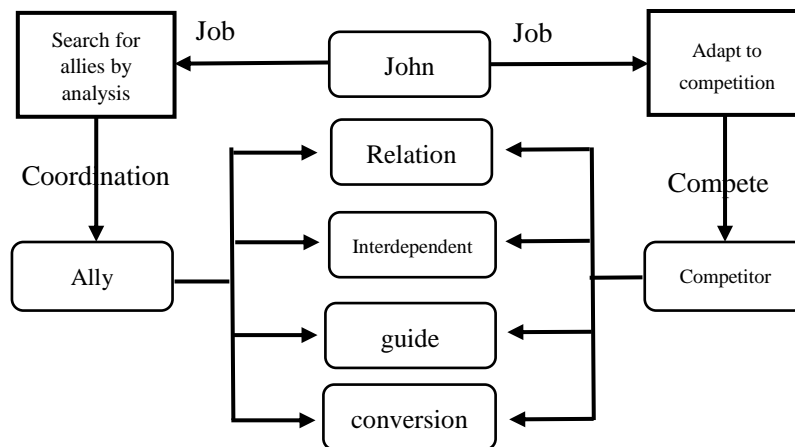 Search for
allies by
analysis
Job
John
Job
Adapt to
competition
Coordination
Relation
Compete
Interdependent
Ally
Competitor
guide
conversion